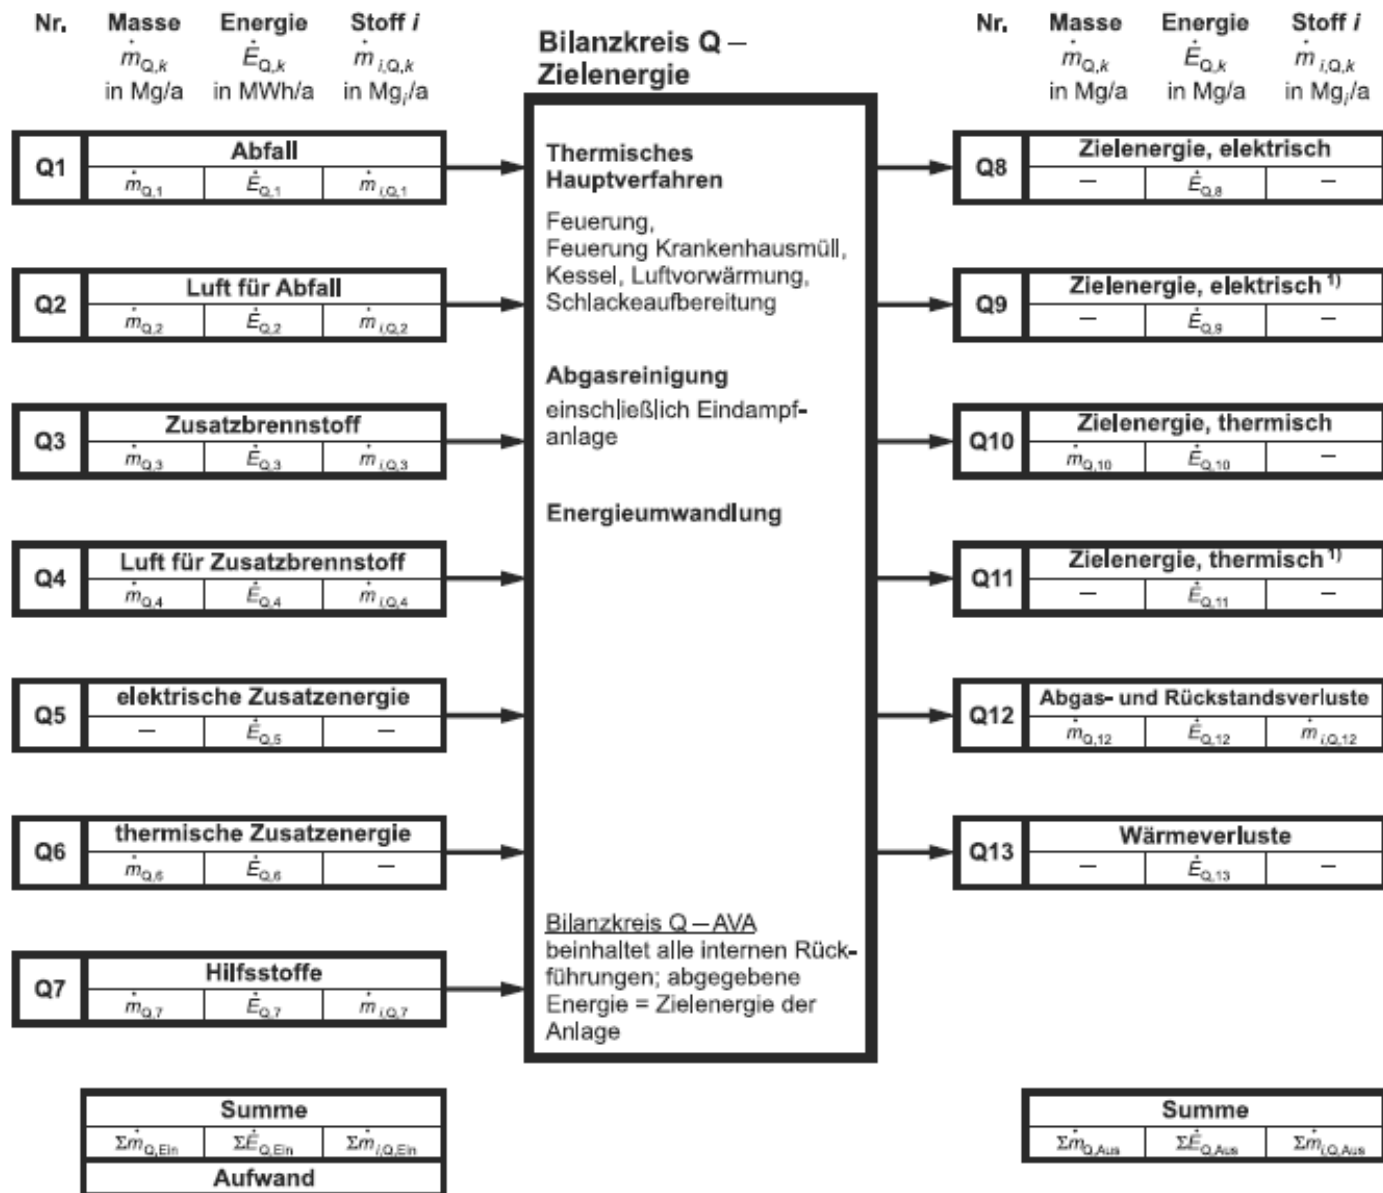 Nr. Masse Energie Stoff i
ṁQ,k ĖQ,k ṁi,Q,k
in Mg/a in MWh/a in Mgi/a
Q1 Abfall
ṁQ,1 ĖQ,1 ṁi,Q,1
Q2 Luft für Abfall
ṁQ,2 ĖQ,2 ṁi,Q,2
Q3 Zusatzbrennstoff
ṁQ,3 ĖQ,3 ṁi,Q,3
Q4 Luft für Zusatzbrennstoff
ṁQ,4 ĖQ,4 ṁi,Q,4
Q5 elektrische Zusatzenergie
– ĖQ,5 –
Q6 thermische Zusatzenergie
ṁQ,6 ĖQ,6 –
Q7 Hilfsstoffe
ṁQ,7 ĖQ,7 ṁi,Q,7
Summe
ΣṁQ,Ein ΣĖQ,Ein Σṁi,Q,Ein
Aufwand
Bilanzkreis Q –
Zielenergie
Thermisches
Hauptverfahren
Feuerung,
Feuerung Krankenhausmüll,
Kessel, Luftvorwärmung,
Schlackeaufbereitung
Abgasreinigung
einschließlich Eindampf-
anlage
Energieumwandlung
Bilanzkreis Q – AVA
beinhaltet alle internen Rück-
führungen; abgegebene
Energie = Zielenergie der
Anlage
Nr. Masse Energie Stoff i
ṁQ,k ĖQ,k ṁi,Q,k
in Mg/a in Mg/a in Mgi/a
Q8 Zielenergie, elektrisch
– ĖQ,8 –
Q9 Zielenergie, elektrisch 1)
– ĖQ,9 –
Q10 Zielenergie, thermisch
ṁQ,10 ĖQ,10 –
Q11 Zielenergie, thermisch 1)
– ĖQ,11 –
Q12 Abgas- und Rückstandsverluste
ṁQ,12 ĖQ,12 ṁi,Q,12
Q13 Wärmeverluste
– ĖQ,13 –
Summe
ΣṁQ,Aus ΣĖQ,Aus Σṁi,Q,Aus